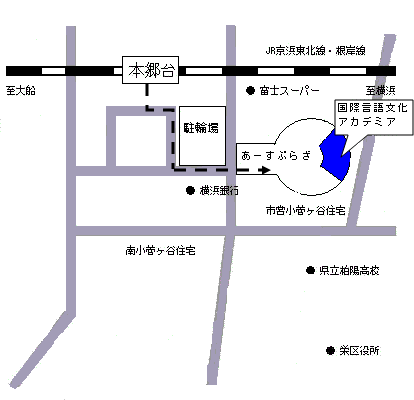 JR京浜東北線・根岸線
本郷台
至大船
至横浜
富士スーパー
国際言語文化
アカデミア
駐輪場
あーすぷらざ
横浜銀行
市営小菅ヶ谷住宅
南小菅ヶ谷住宅
県立柏陽高校
栄区役所